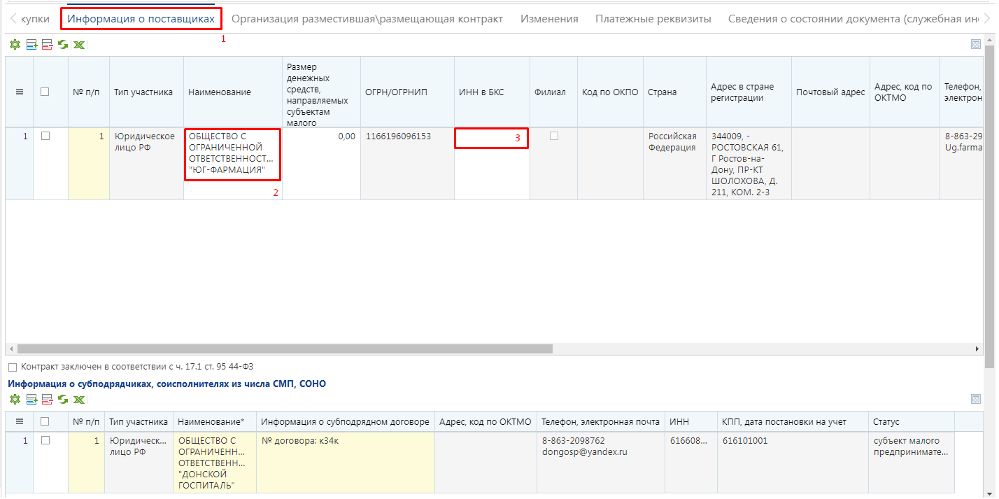 купки
Информация о поставщиках
Организация разместившая\размещающая контракт
Изменения
Платежные реквизиты
Сведения о состоянии документа (служебная ин
1
№ п/п
Тип участника
Наименование
Размер
денежных
средств,
направляемых
субъектам
малого
ОГРН/ОГРНИП
ИНН в БКС
Филиал
Код по ОКПО
Страна
Адрес в стране
регистрации
Почтовый адрес
Адрес, код по
ОКТМО
Телефон,
электрон
1
1
Юридическое
лицо РФ
ОБЩЕСТВО С
ОГРАНИЧЕННОЙ
ОТВЕТСТВЕННОСТ...
"ЮГ-ФАРМАЦИЯ"
2
0,00
1166196096153
3
Российская
Федерация
344009, -
РОСТОВСКАЯ 61,
Г Ростов-на-
Дону, ПР-КТ
ШОЛОХОВА, Д.
211, КОМ. 2-3
8-863-29
Ug.farma
Контракт заключен в соответствии с ч. 17.1 ст. 95 44-ФЗ
Информация о субподрядчиках, соисполнителях из числа СМП, СОНО
№ п/п
Тип участника
Наименование*
Информация о субподрядном договоре
Адрес, код по ОКТМО
Телефон, электронная почта
ИНН
КПП, дата постановки на учет
Статус
1
1
Юридическ...
лицо РФ
ОБЩЕСТВО С
ОГРАНИЧЕНН...
ОТВЕТСТВЕНН...
"ДОНСКОЙ
ГОСПИТАЛЬ"
№ договора: к34к
8-863-2098762
dongosp@yandex.ru
616608...
616101001
субъект малого
предпринимате...